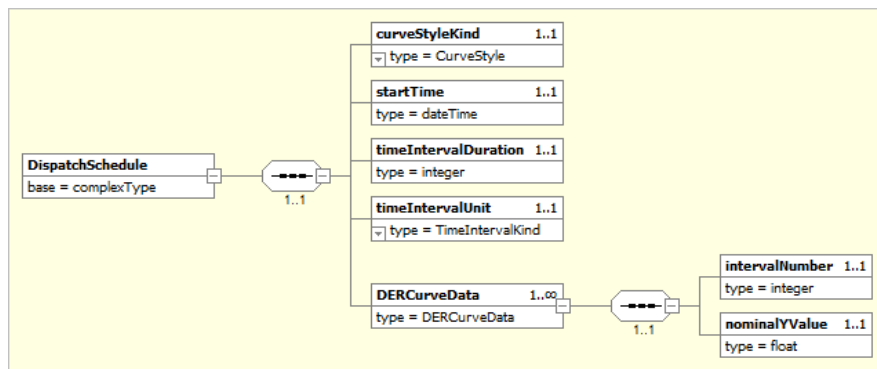 curveStyleKind 1..1
type = CurveStyle
startTime 1..1
type = dateTime
timeIntervalDuration 1..1
type = integer
DispatchSchedule
base = complexType
1..1
timeIntervalUnit 1..1
type = TimeIntervalKind
DERCurveData 1..∞
type = DERCurveData
1..1
intervalNumber 1..1
type = integer
nominalYValue 1..1
type = float